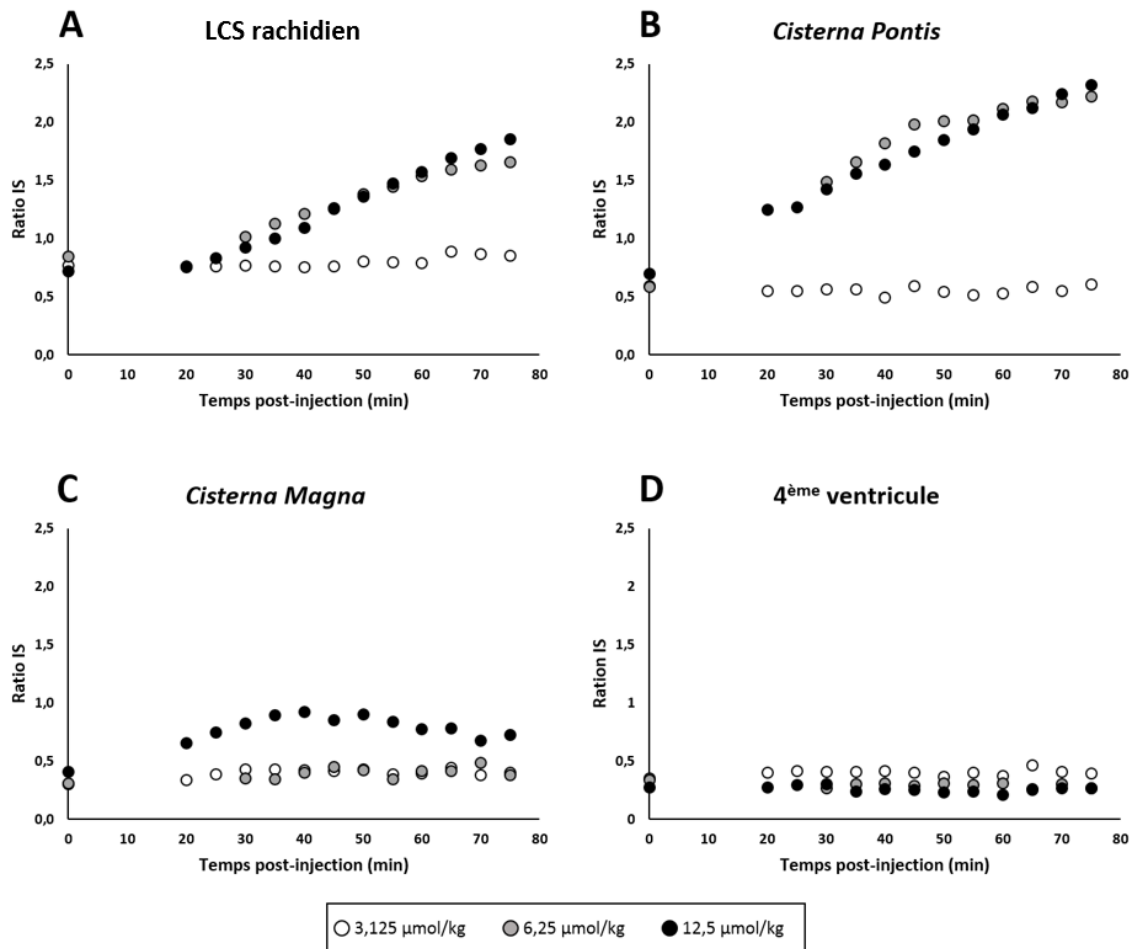 A
LCS rachidien
2,5
2,0
1,5
1,0
0,5
0,0
Ratio IS
0 10 20 30 40 50 60 70 80
Temps post-injection (min)
B
Cisterna Pontis
2,5
2,0
1,5
1,0
0,5
0,0
Ratio IS
0 10 20 30 40 50 60 70 80
Temps post-injection (min)
C
Cisterna Magna
2,5
2,0
1,5
1,0
0,5
0,0
Ratio IS
0 10 20 30 40 50 60 70 80
Temps post-injection (min)
D
4ème ventricule
2,5
2
1,5
1
0,5
0
Ration IS
0 10 20 30 40 50 60 70 80
Temps post-injection (min)
3,125 µmol/kg 6,25 µmol/kg 12,5 µmol/kg